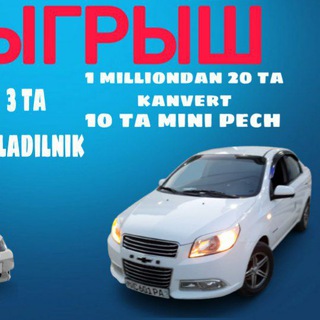 ЫГРЫШ
1 MILLIONDAN 20 TA
KANVERT
10 TA MINI PECH
3 TA
LADILNIK